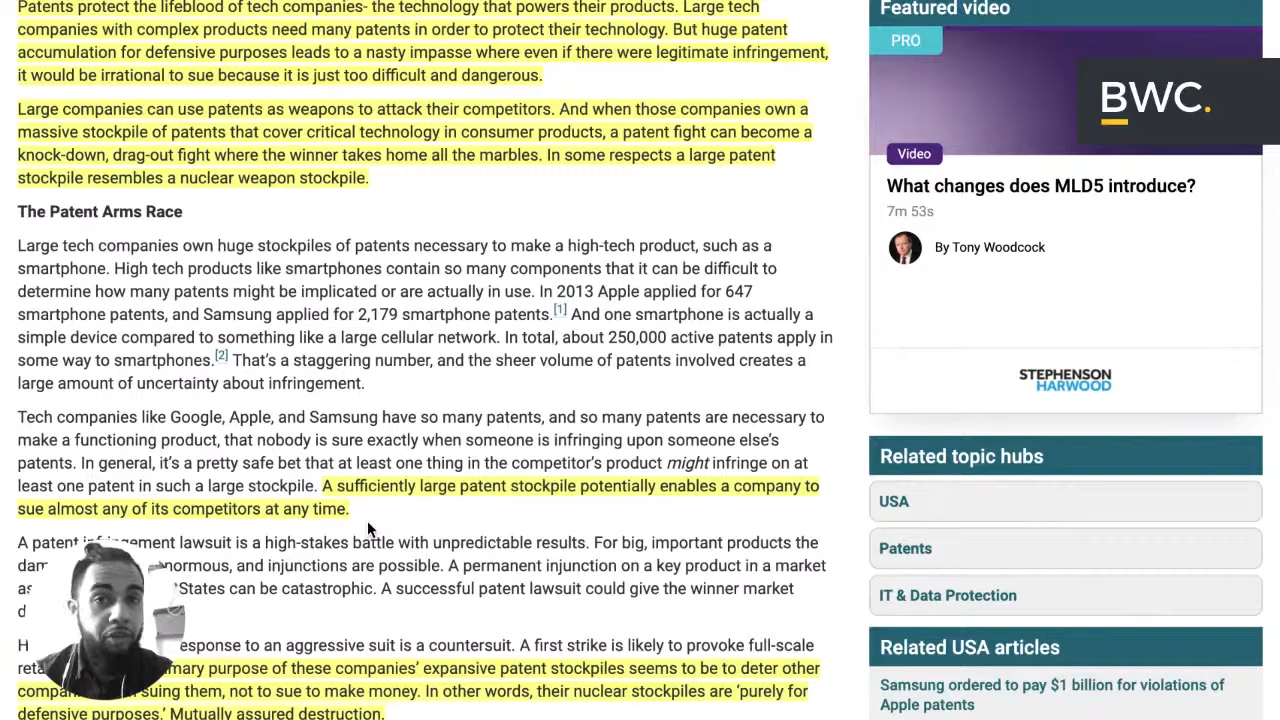 Patents protect the lifeblood of tech companies- the technology that powers their products. Large tech
companies with complex products need many patents in order to protect their technology. But huge patent
accumulation for defensive purposes leads to a nasty impasse where even if there were legitimate infringement,
it would be irrational to sue because it is just too difficult and dangerous.
Large companies can use patents as weapons to attack their competitors. And when those companies own a
massive stockpile of patents that cover critical technology in consumer products, a patent fight can become a
knock-down, drag-out fight where the winner takes home all the marbles. In some respects a large patent
stockpile resembles a nuclear weapon stockpile.
The Patent Arms Race
Large tech companies own huge stockpiles of patents necessary to make a high-tech product, such as a
smartphone. High tech products like smartphones contain so many components that it can be difficult to
determine how many patents might be implicated or are actually in use. In 2013 Apple applied for 647
smartphone patents, and Samsung applied for 2,179 smartphone patents.[1] And one smartphone is actually a
simple device compared to something like a large cellular network. In total, about 250,000 active patents apply in
some way to smartphones.[2] That's a staggering number, and the sheer volume of patents involved creates a
large amount of uncertainty about infringement.
Tech companies like Google, Apple, and Samsung have so many patents, and so many patents are necessary to
make a functioning product, that nobody is sure exactly when someone is infringing upon someone else's
patents. In general, it's a pretty safe bet that at least one thing in the competitor's product might infringe on at
least one patent in such a large stockpile. A sufficiently large patent stockpile potentially enables a company to
sue almost any of its competitors at any time.
A patent infringement lawsuit is a high-stakes battle with unpredictable results. For big, important products the
enormous, and injunctions are possible. A permanent injunction on a key product in a market
States can be catastrophic. A successful patent lawsuit could give the winner market
response to an aggressive suit is a countersuit. A first strike is likely to provoke full-scale
purpose of these companies' expansive patent stockpiles seems to be to deter other
suing them, not to sue to make money. In other words, their nuclear stockpiles are 'purely for
defensive purposes.' Mutually assured destruction.
Featured video
PRO
BWC.
Video
What changes does MLD5 introduce?
7m 53s
By Tony Woodcock
STEPHENSON
HARWOOD
Related topic hubs
USA
Patents
IT & Data Protection
Related USA articles
Samsung ordered to pay $1 billion for violations of
Apple patents